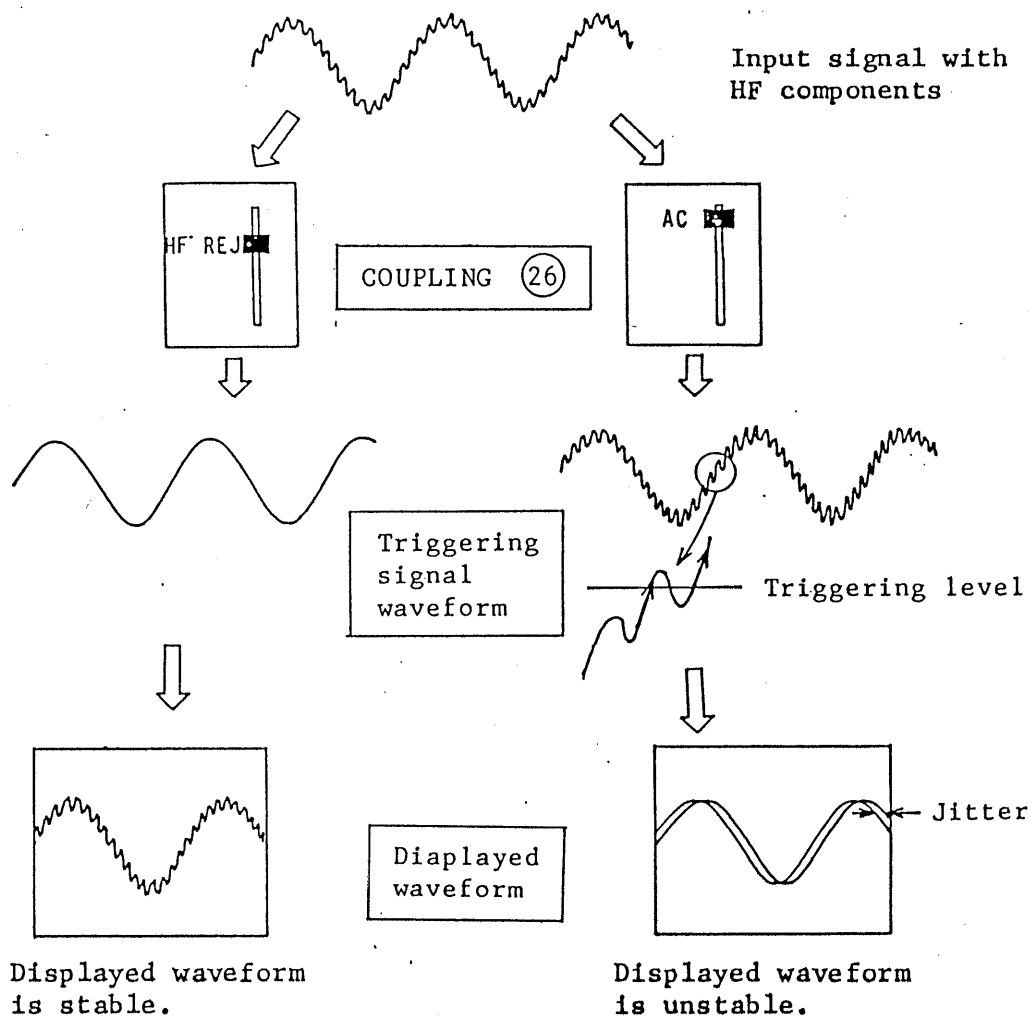 Input signal with
HF components
HF REJ
COUPLING 26
AC
Triggering
signal
waveform
Triggering level
Diaplayed
waveform
Jitter
Displayed waveform
is stable.
Displayed waveform
is unstable.